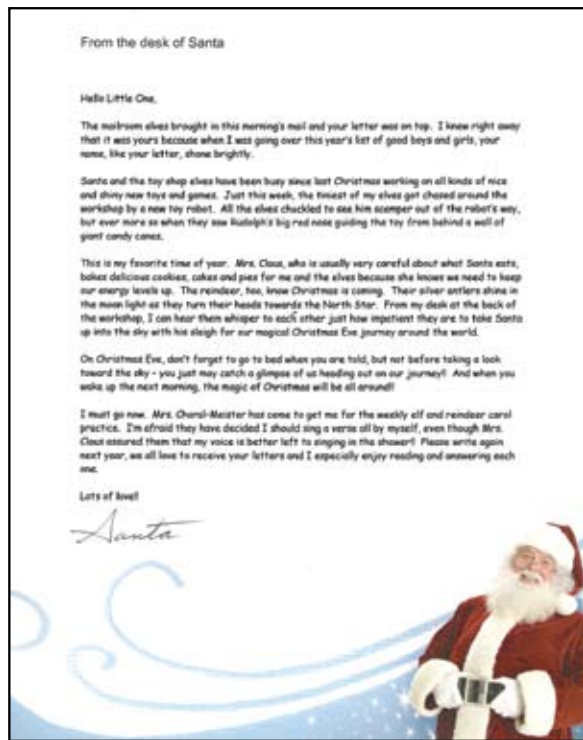 From the desk of Santa
Hello Little One,
The mailroom elves brought in this morning's mail and your letter was on top. I knew right away
that it was yours because when I was going over this year's list of good boys and girls, your
name, like your letter, shone brightly.
Santa and the toy shop elves have been busy since last Christmas working on all kinds of nice
and shiny new toys and games. Just this week, the tiniest of my elves got chased around the
workshop by a new toy robot. All the elves chuckled to see him scamper out of the robot's way,
but ever more so when they saw Rudolph's big red nose guiding the toy from behind a wall of
giant candy canes.
This is my favorite time of year. Mrs. Claus, who is usually very careful about what Santa eats,
bakes delicious cookies, cakes and pies for me and the elves because she knows we need to keep
our energy levels up. The reindeer, too, know Christmas is coming. Their silver antlers shine in
the moon light as they turn their heads towards the North Star. From my desk at the back of
the workshop, I can hear them whisper to each other just how impatient they are to take Santa
up into the sky with his sleigh for our magical Christmas Eve journey around the world.
On Christmas Eve, don't forget to go to bed when you are told, but not before taking a look
toward the sky - you just may catch a glimpse of us heading out on our journey!! And when you
wake up the next morning, the magic of Christmas will be all around!!
I must go now. Mrs. Choral-Meister has come to get me for the weekly elf and reindeer carol
practice. I'm afraid they have decided I should sing a verse all by myself, even though Mrs.
Claus assured them that my voice is better left to singing in the shower!! Please write again
next year, we all love to receive your letters and I especially enjoy reading and answering each
one.
Lots of love!!
Santa